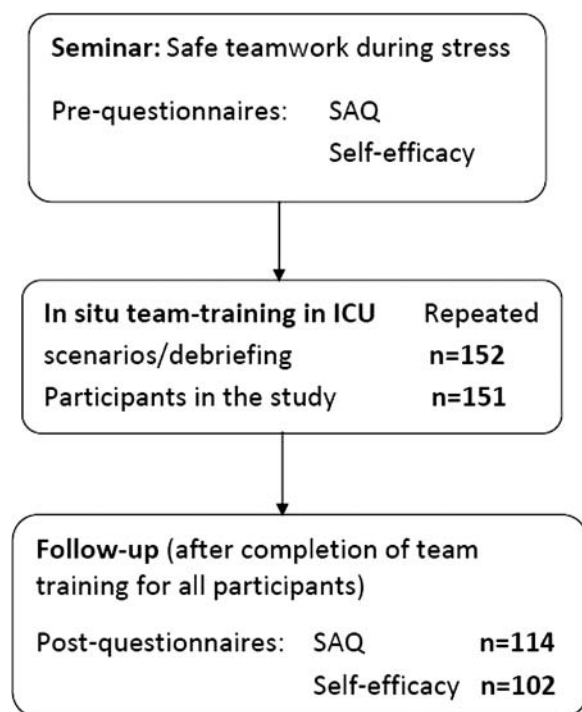 Seminar: Safe teamwork during stress
Pre-questionnaires: SAQ
Self-efficacy
In situ team-training in ICU Repeated
scenarios/debriefing n=152
Participants in the study n=151
Follow-up (after completion of team
training for all participants)
Post-questionnaires: SAQ n=114
Self-efficacy n=102